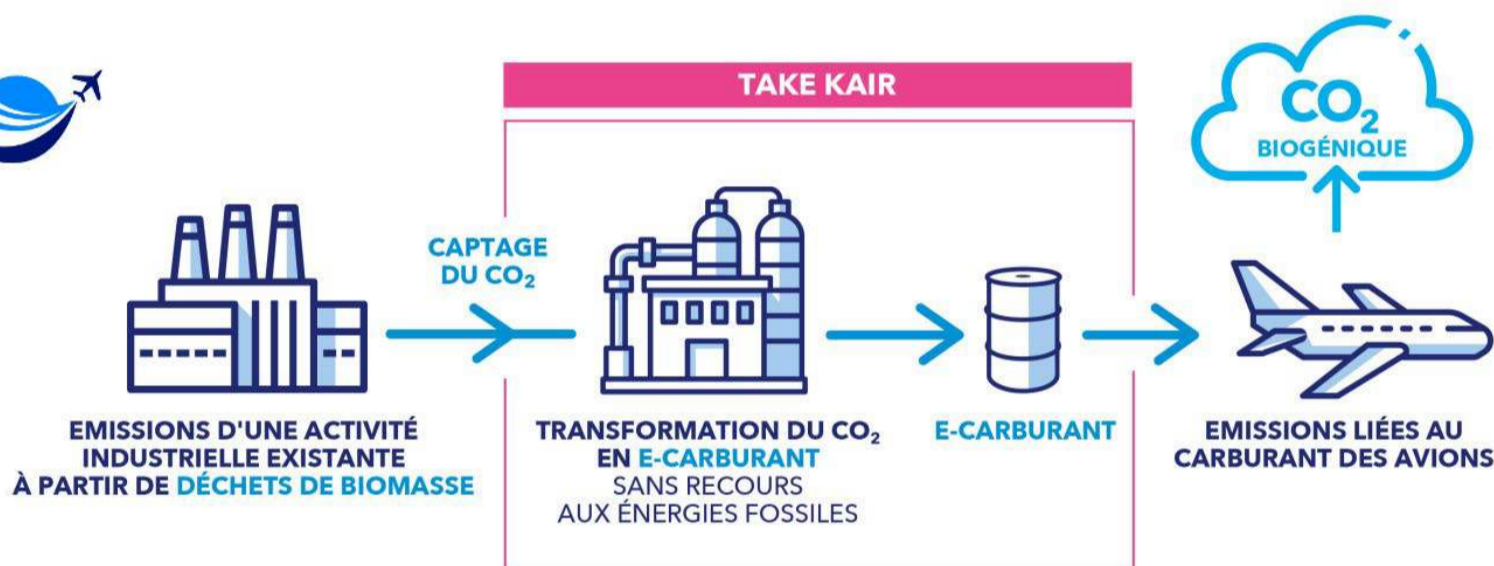 TAKE KAIR
CO₂
BIOGÉNIQUE
CAPTAGE
DU CO₂
EMISSIONS D'UNE ACTIVITÉ
INDUSTRIELLE EXISTANTE
À PARTIR DE DÉCHETS DE BIOMASSE
TRANSFORMATION DU CO₂
EN E-CARBURANT
SANS RECOURS
AUX ÉNERGIES FOSSILES
E-CARBURANT
EMISSIONS LIÉES AU
CARBURANT DES AVIONS